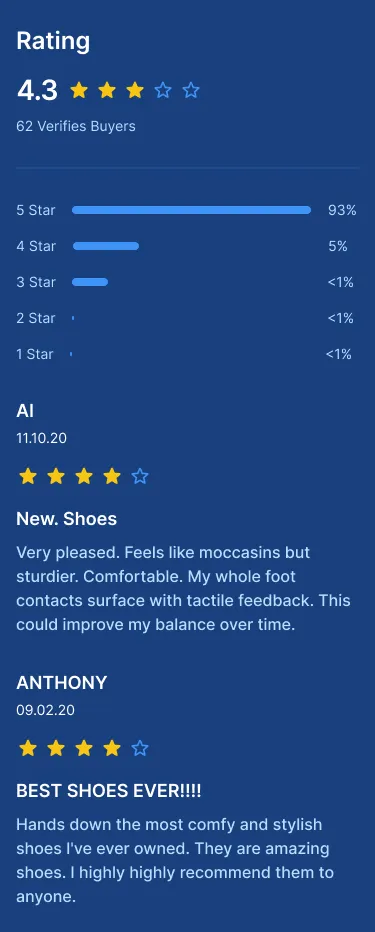 Rating
4.3
62 Verifies Buyers
5 Star 93%
4 Star 5%
3 Star <1%
2 Star <1%
1 Star <1%
Al
11.10.20
New. Shoes
Very pleased. Feels like moccasins but
sturdier. Comfortable. My whole foot
contacts surface with tactile feedback. This
could improve my balance over time.
ANTHONY
09.02.20
BEST SHOES EVER!!!!
Hands down the most comfy and stylish
shoes I've ever owned. They are amazing
shoes. I highly highly recommend them to
anyone.